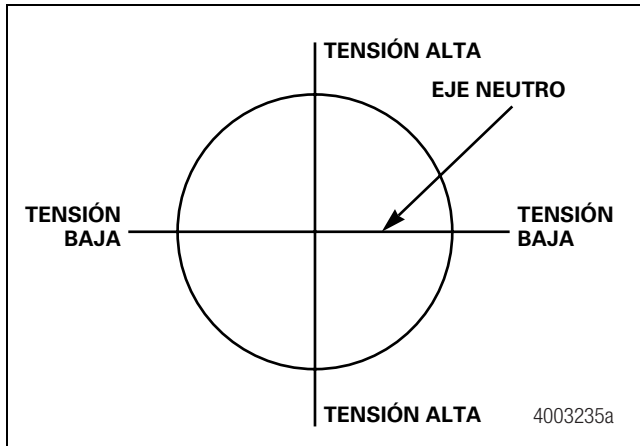 TENSIÓN ALTA
EJE NEUTRO
TENSIÓN
BAJA
TENSIÓN
BAJA
TENSIÓN ALTA
4003235a